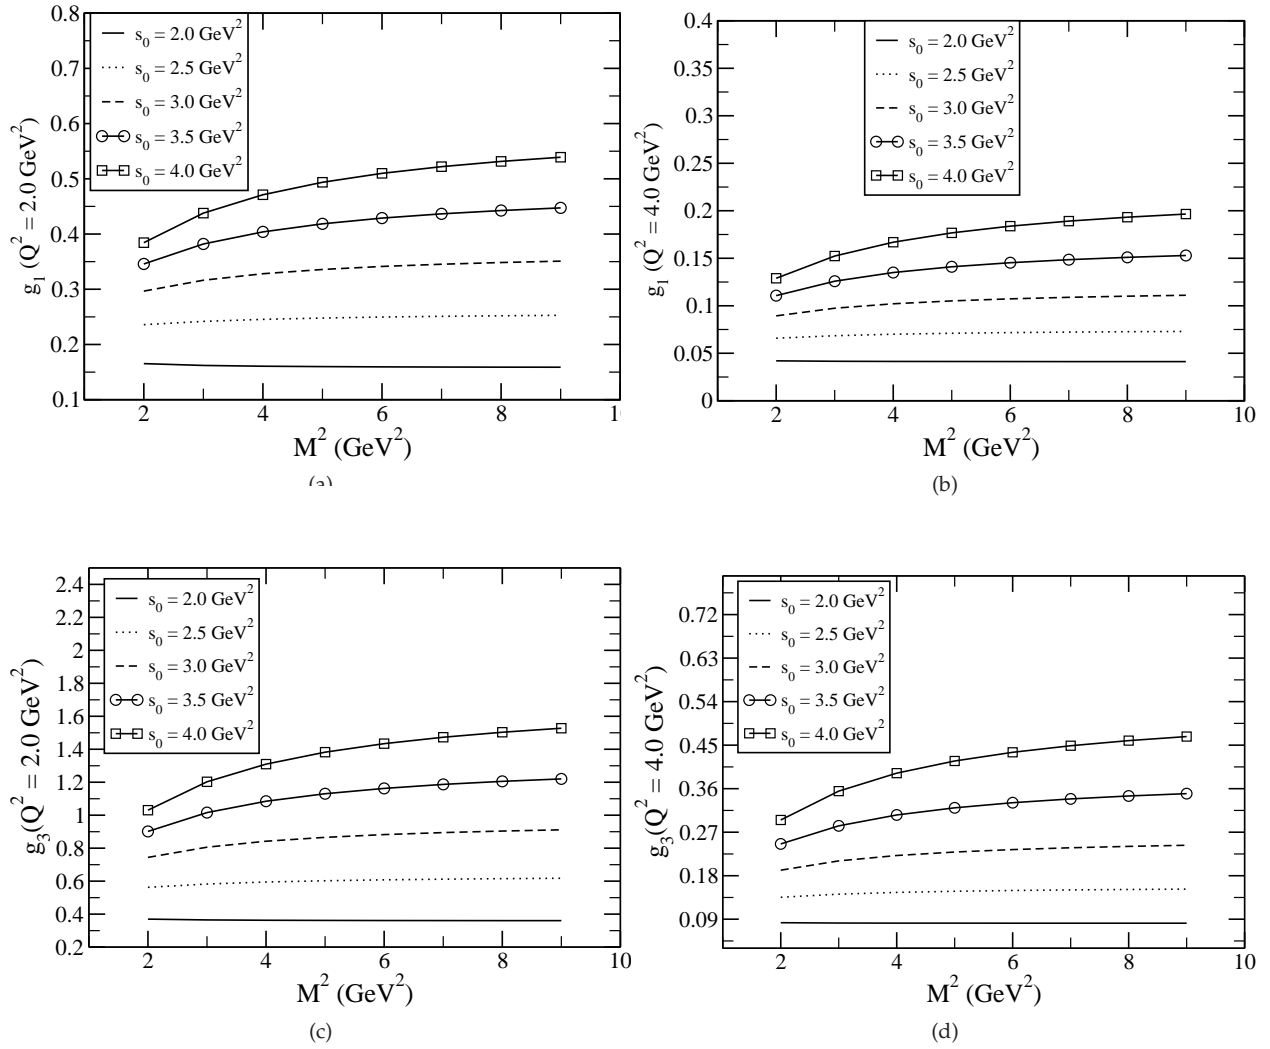 g₁ (Q² = 2.0 GeV²)
0.8
0.7
0.6
0.5
0.4
0.3
0.2
0.1
s₀ = 2.0 GeV²
s₀ = 2.5 GeV²
s₀ = 3.0 GeV²
s₀ = 3.5 GeV²
s₀ = 4.0 GeV²
2 4 6 8
M² (GeV²)
(a)
g₁ (Q² = 4.0 GeV²)
0.4
0.35
0.3
0.25
0.2
0.15
0.1
0.05
0
s₀ = 2.0 GeV²
s₀ = 2.5 GeV²
s₀ = 3.0 GeV²
s₀ = 3.5 GeV²
s₀ = 4.0 GeV²
2 4 6 8 10
M² (GeV²)
(b)
g₃(Q² = 2.0 GeV²)
2.4
2.2
2
1.8
1.6
1.4
1.2
1
0.8
0.6
0.4
0.2
s₀ = 2.0 GeV²
s₀ = 2.5 GeV²
s₀ = 3.0 GeV²
s₀ = 3.5 GeV²
s₀ = 4.0 GeV²
2 4 6 8 10
M² (GeV²)
(c)
g₃(Q² = 4.0 GeV²)
0.72
0.63
0.54
0.45
0.36
0.27
0.18
0.09
s₀ = 2.0 GeV²
s₀ = 2.5 GeV²
s₀ = 3.0 GeV²
s₀ = 3.5 GeV²
s₀ = 4.0 GeV²
2 4 6 8 10
M² (GeV²)
(d)